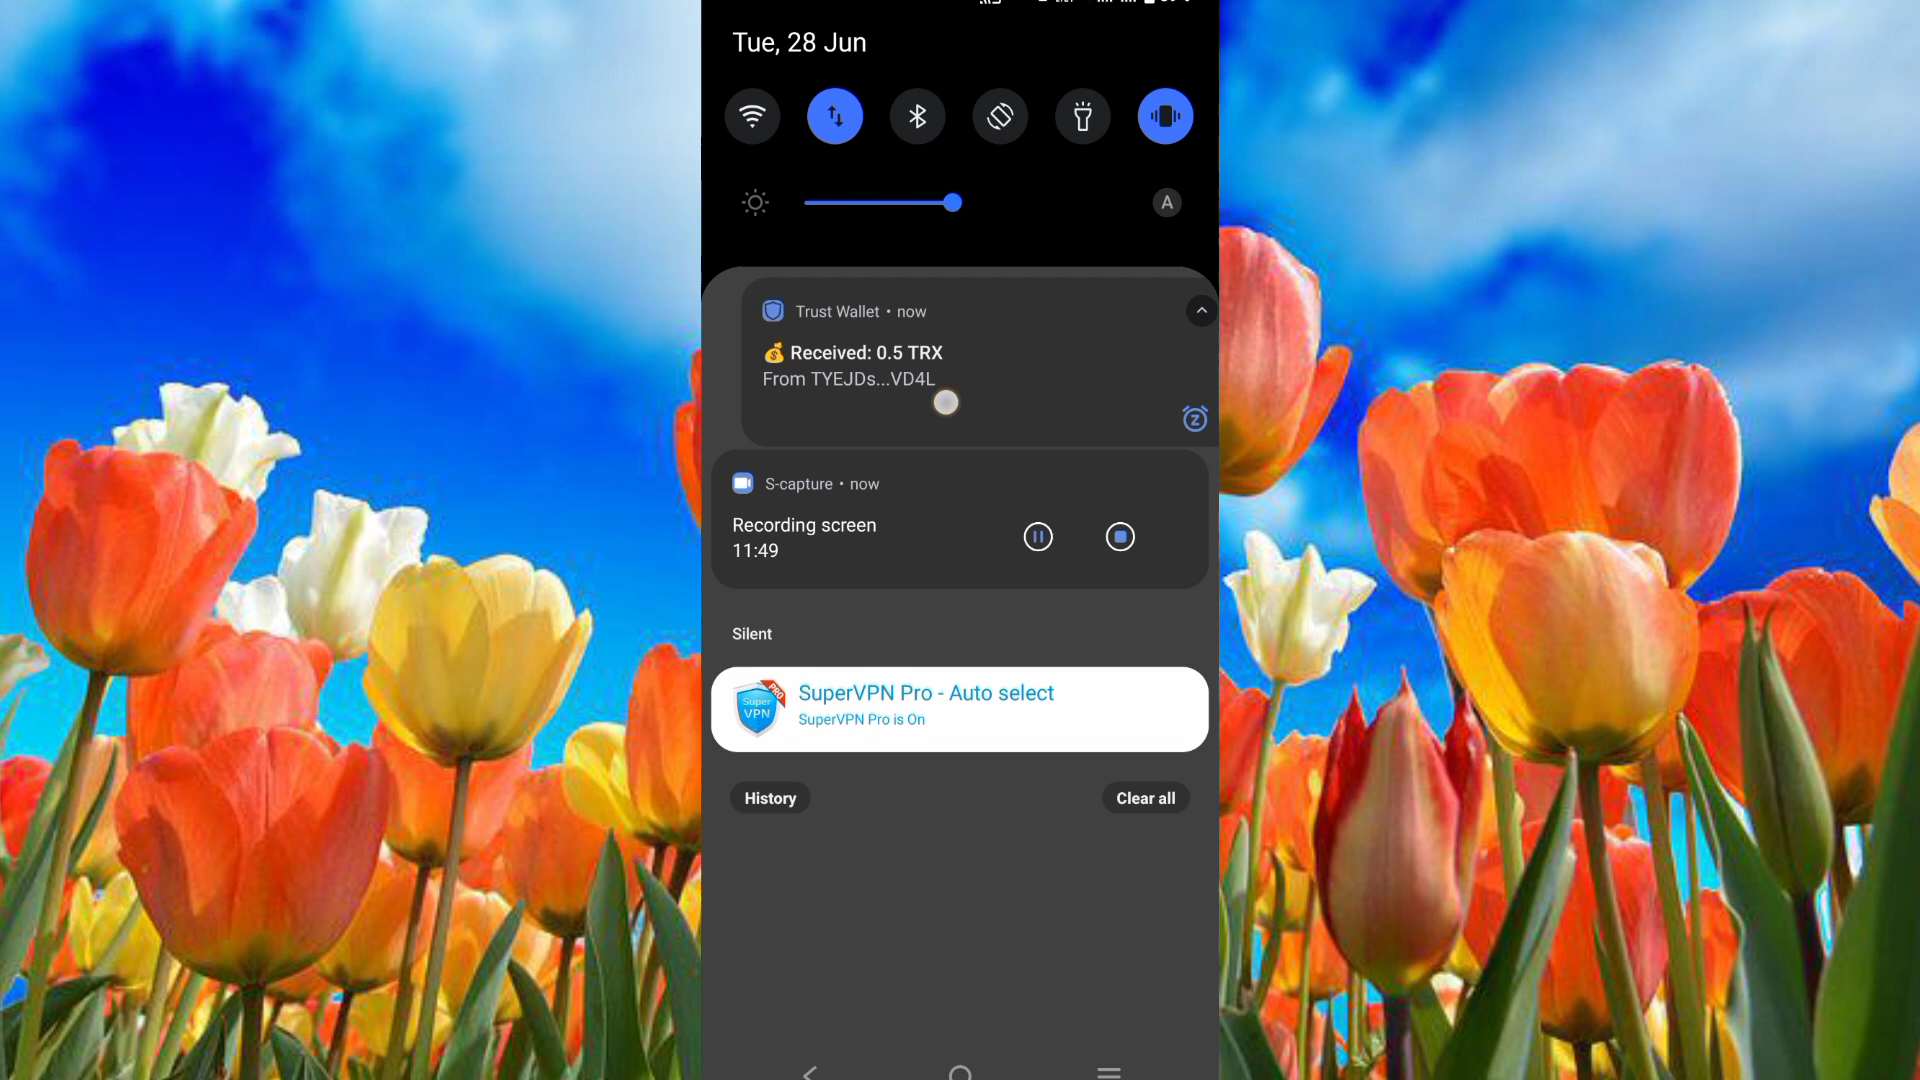 Tue, 28 Jun
A
Trust Wallet • now
💰 Received: 0.5 TRX
From TYEJDs...VD4L
Z
S-capture • now
Recording screen
11:49
Silent
Super VPN PRO
SuperVPN Pro - Auto select
SuperVPN Pro is On
History
Clear all